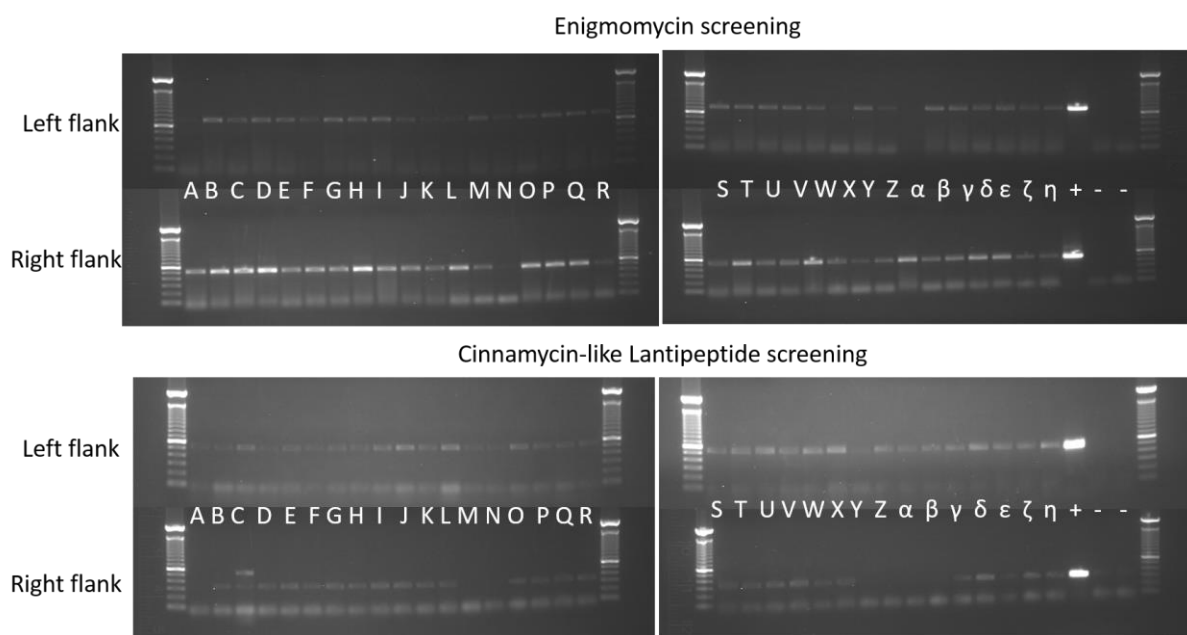 Enigmomycin screening
Left flank
A B C D E F G H I J K L M N O P Q R
S T U V W X Y Z α β γ δ ε ζ η + - -
Right flank
Cinnamycin-like Lantipeptide screening
Left flank
A B C D E F G H I J K L M N O P Q R
S T U V W X Y Z α β γ δ ε ζ η + - -
Right flank